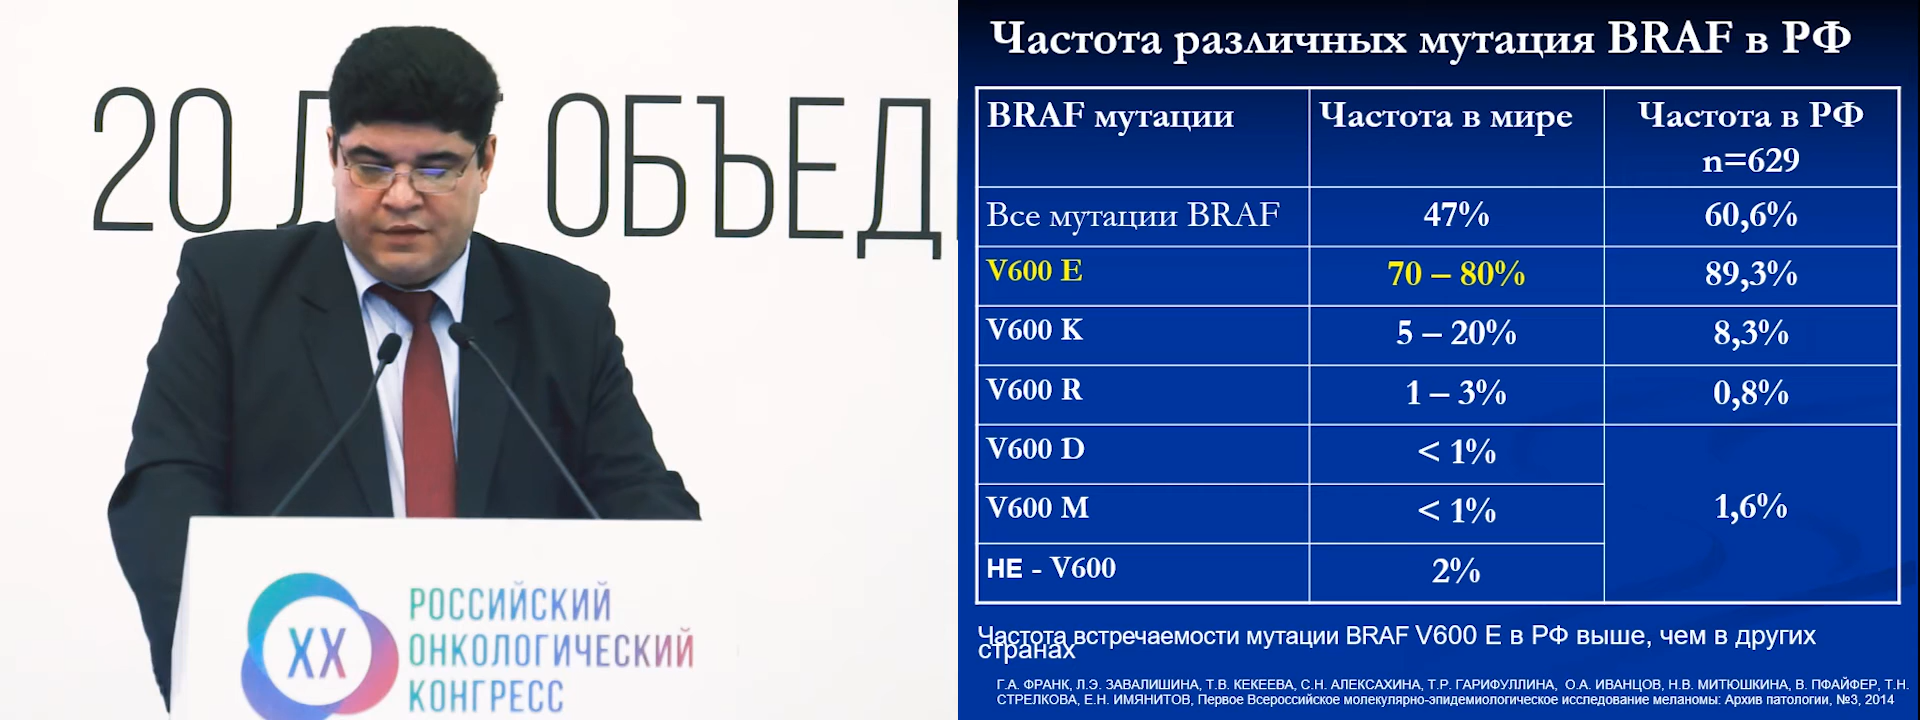 20 Л ОБЪЕД
XX
РОССИЙСКИЙ
ОНКОЛОГИЧЕСКИЙ
КОНГРЕСС
Частота различных мутация BRAF в РФ
BRAF мутации Частота в мире Частота в РФ
n=629
Все мутации BRAF 47% 60,6%
V600 E 70 – 80% 89,3%
V600 K 5 – 20% 8,3%
V600 R 1 – 3% 0,8%
V600 D < 1%
V600 M < 1% 1,6%
НЕ - V600 2%
Частота встречаемости мутации BRAF V600 E в РФ выше, чем в других
странах
Г.А. ФРАНК, Л.Э. ЗАВАЛИШИНА, Т.В. КЕКЕЕВА, С.Н. АЛЕКСАХИНА, Т.Р. ГАРИФУЛЛИНА, О.А. ИВАНЦОВ, Н.В. МИТЮШКИНА, В. ПФАЙФЕР, Т.Н.
СТРЕЛКОВА, Е.Н. ИМЯНИТОВ, Первое Всероссийское молекулярно-эпидемиологическое исследование меланомы: Архив патологии, №3, 2014